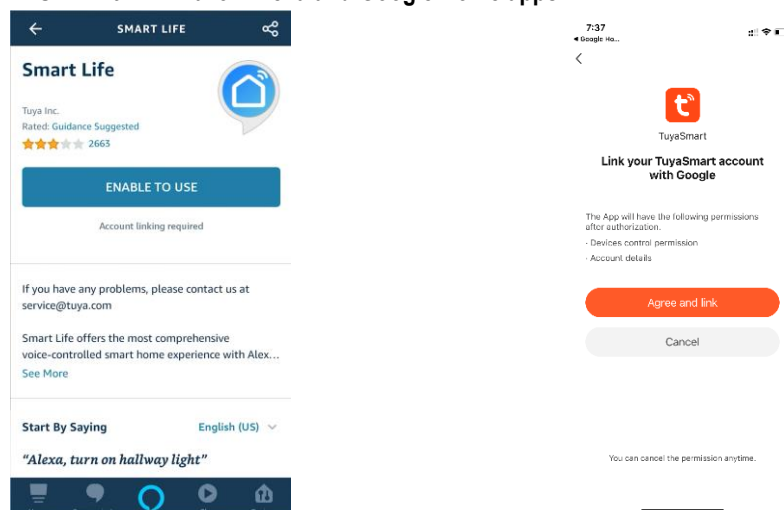 SMART LIFE
Smart Life
Tuya Inc.
Rated: Guidance Suggested
2663
ENABLE TO USE
Account linking required
If you have any problems, please contact us at
service@tuya.com
Smart Life offers the most comprehensive
voice-controlled smart home experience with Alex...
See More
Start By Saying
English (US)
"Alexa, turn on hallway light"
7:37
Google Ho...
TuyaSmart
Link your TuyaSmart account
with Google
The App will have the following permissions
after authorization.
· Devices control permission
· Account details
Agree and link
Cancel
You can cancel the permission anytime.